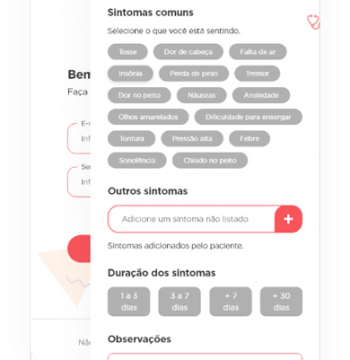 Sintomas comuns
Selecione o que você está sentindo.
Tosse
Dor de cabeça
Falta de ar
Insônia
Perda de peso
Tremor
Dor no peito
Náuseas
Ansiedade
Olhos amarelados
Dificuldade para enxergar
Tontura
Pressão alta
Febre
Sonolência
Chiado no peito
Outros sintomas
Adicione um sintoma não listado
+
Sintomas adicionados pelo paciente.
Duração dos sintomas
1 a 3 dias
3 a 7 dias
+ 7 dias
+ 30 dias
Observações
Bem
Faça
E-
Inf
Se
Inf
Nã